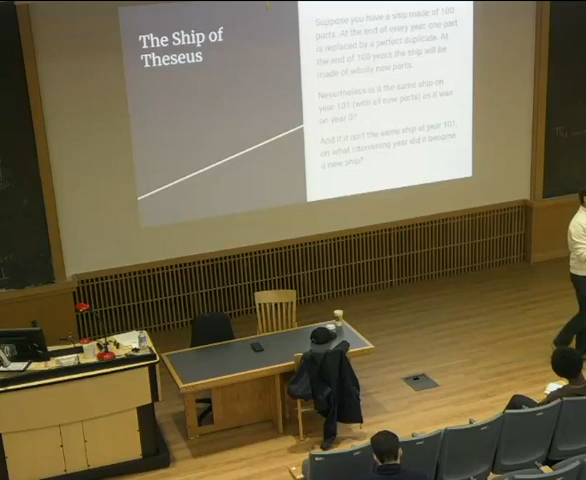 The Ship of
Theseus
Suppose you have a ship made of 100
parts. At the end of every year, one part
is replaced by a perfect duplicate. At
the end of 100 years the ship will be
made of wholly new parts.
Nevertheless is it the same ship on
year 101 (with all new parts) as it was
on year 0?
And if it isn't the same ship at year 101,
on what intervening year did it become
a new ship?